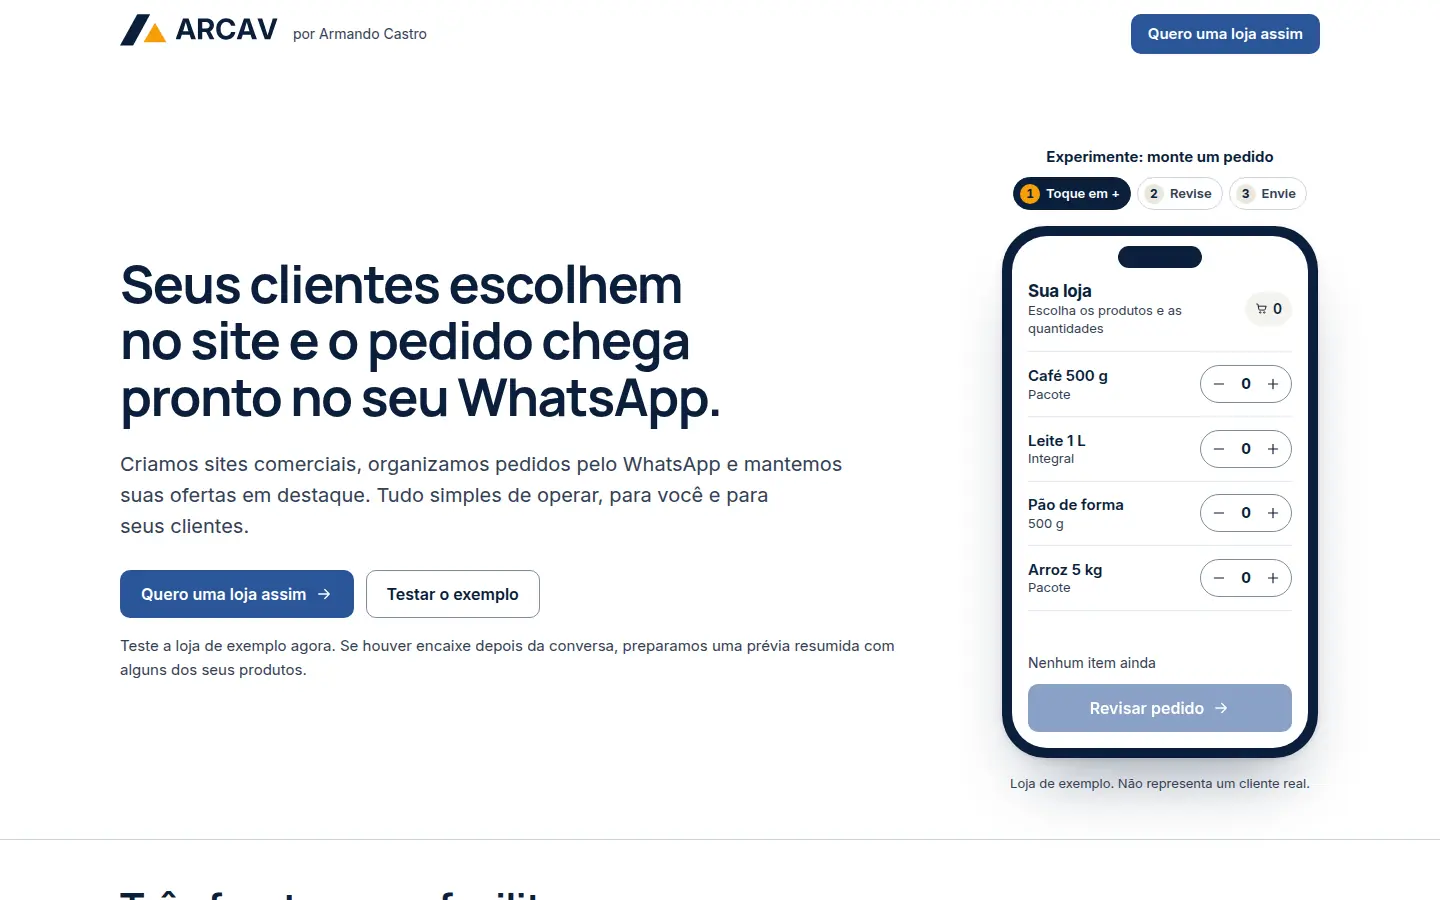 ARCAV por Armando Castro
Quero uma loja assim
Seus clientes escolhem
no site e o pedido chega
pronto no seu WhatsApp.
Criamos sites comerciais, organizamos pedidos pelo WhatsApp e mantemos
suas ofertas em destaque. Tudo simples de operar, para você e para
seus clientes.
Quero uma loja assim →
Testar o exemplo
Teste a loja de exemplo agora. Se houver encaixe depois da conversa, preparamos uma prévia resumida com
alguns dos seus produtos.
Experimente: monte um pedido
1 Toque em +
2 Revise
3 Envie
Sua loja
Escolha os produtos e as
quantidades
0
Café 500 g
Pacote
− 0 +
Leite 1 L
Integral
− 0 +
Pão de forma
500 g
− 0 +
Arroz 5 kg
Pacote
− 0 +
Nenhum item ainda
Revisar pedido →
Loja de exemplo. Não representa um cliente real.